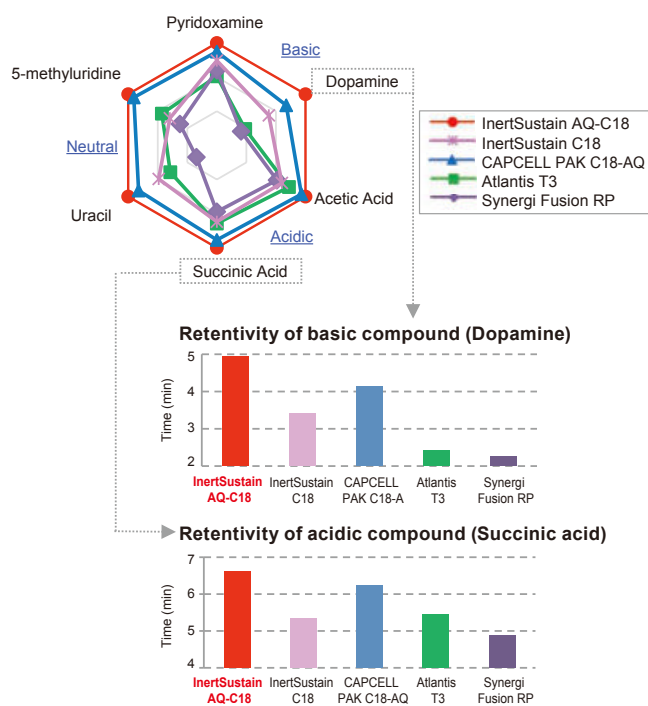 Pyridoxamine
Basic
5-methyluridine
Dopamine
InertSustain AQ-C18
InertSustain C18
CAPCELL PAK C18-AQ
Atlantis T3
Synergi Fusion RP
Neutral
Uracil
Acetic Acid
Acidic
Succinic Acid
Retentivity of basic compound (Dopamine)
Time (min)
5
4
3
2
InertSustain
AQ-C18
InertSustain
C18
CAPCELL
PAK C18-A
Atlantis
T3
Synergi
Fusion RP
Retentivity of acidic compound (Succinic acid)
Time (min)
7
6
5
4
InertSustain
AQ-C18
InertSustain
C18
CAPCELL
PAK C18-AQ
Atlantis
T3
Synergi
Fusion RP